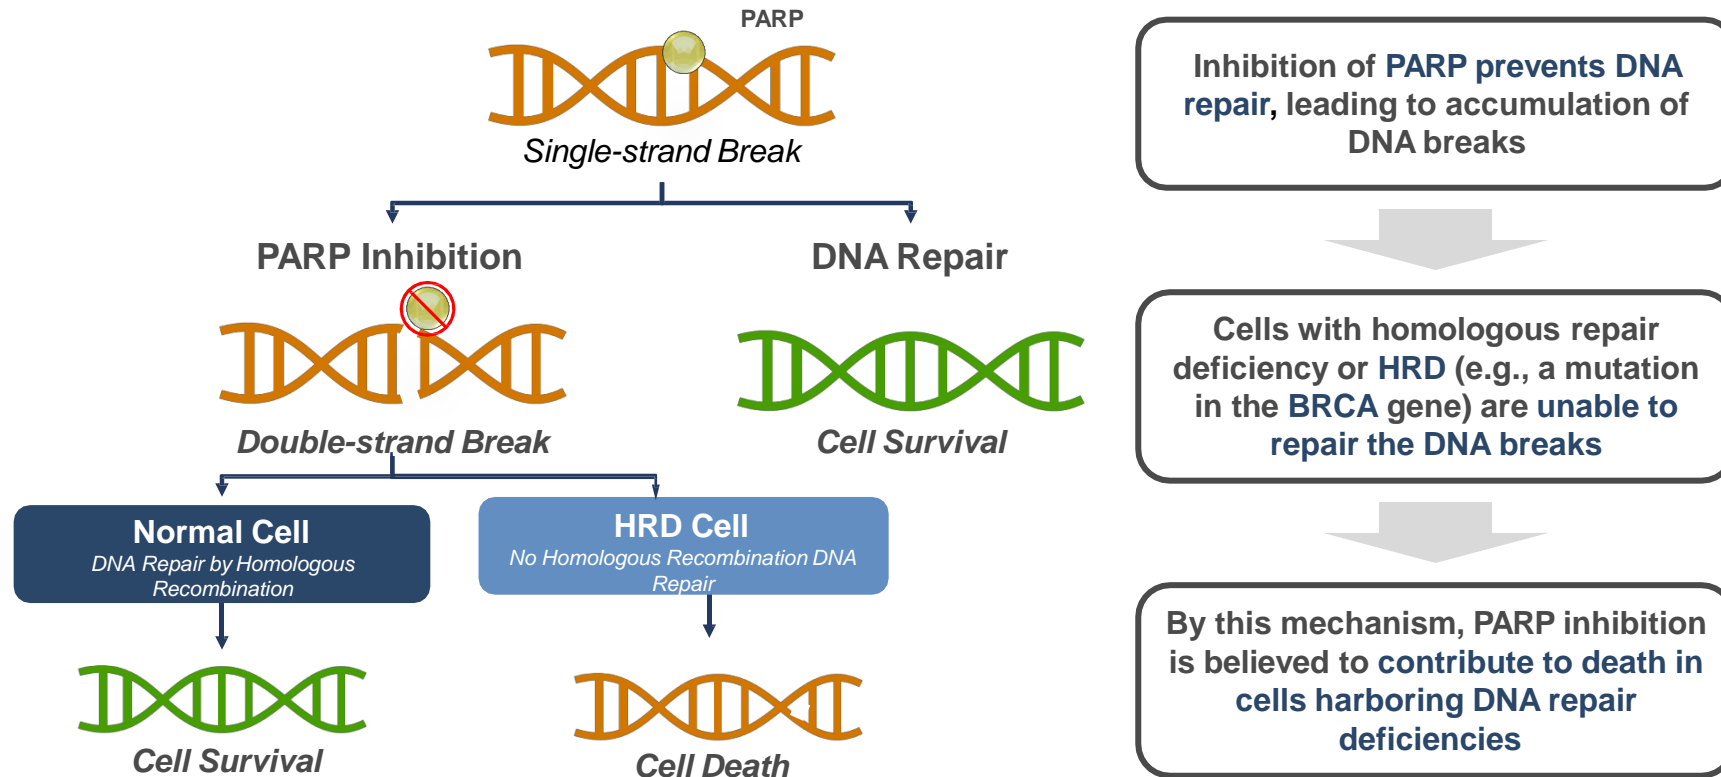 PARP
Single-strand Break
PARP Inhibition
DNA Repair
Double-strand Break
Cell Survival
Normal Cell
DNA Repair by Homologous
Recombination
HRD Cell
No Homologous Recombination DNA
Repair
Cell Survival
Cell Death
Inhibition of PARP prevents DNA
repair, leading to accumulation of
DNA breaks
Cells with homologous repair
deficiency or HRD (e.g., a mutation
in the BRCA gene) are unable to
repair the DNA breaks
By this mechanism, PARP inhibition
is believed to contribute to death in
cells harboring DNA repair
deficiencies